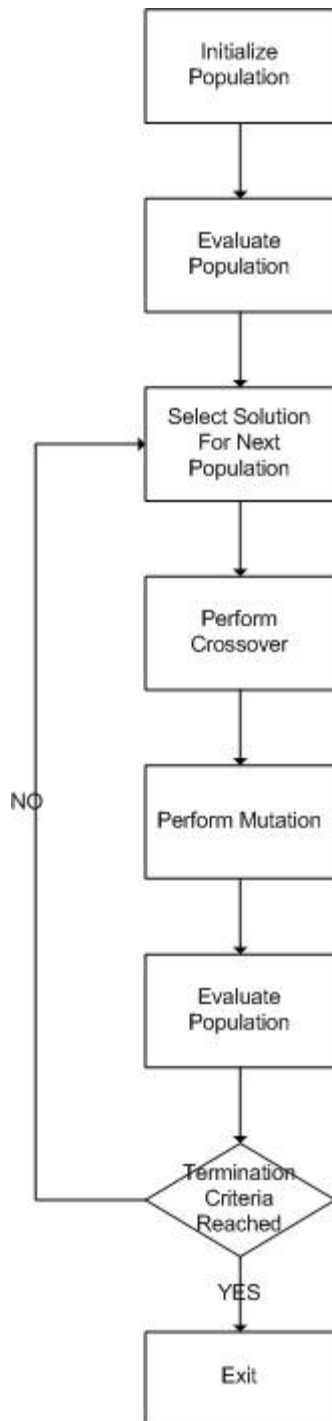 Initialize
Population
Evaluate
Population
Select Solution
For Next
Population
Perform
Crossover
NO
Perform Mutation
Evaluate
Population
Termination
Criteria
Reached
YES
Exit